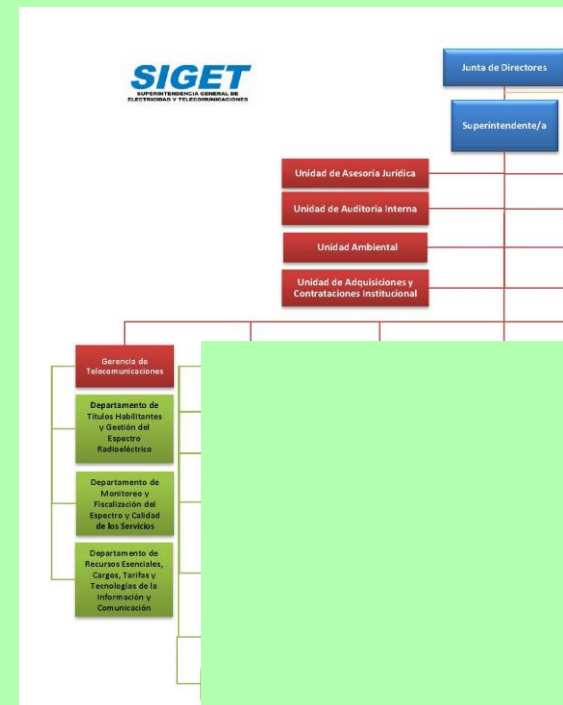 SIGET
SUPERINTENDENCIA GENERAL DE
ELECTRICIDAD Y TELECOMUNICACIONES
Junta de Directores
Superintendente/a
Unidad de Asesoría Jurídica
Unidad de Auditoría Interna
Unidad Ambiental
Unidad de Adquisiciones y
Contrataciones Institucional
Gerencia de
Telecomunicaciones
Departamento de
Títulos Habilitantes
y Gestión del
Espectro
Radioeléctrico
Departamento de
Monitoreo y
Fiscalización del
Espectro y Calidad
de los Servicios
Departamento de
Recursos Esenciales,
Cargos, Tarifas y
Tecnologías de la
Información y
Comunicación